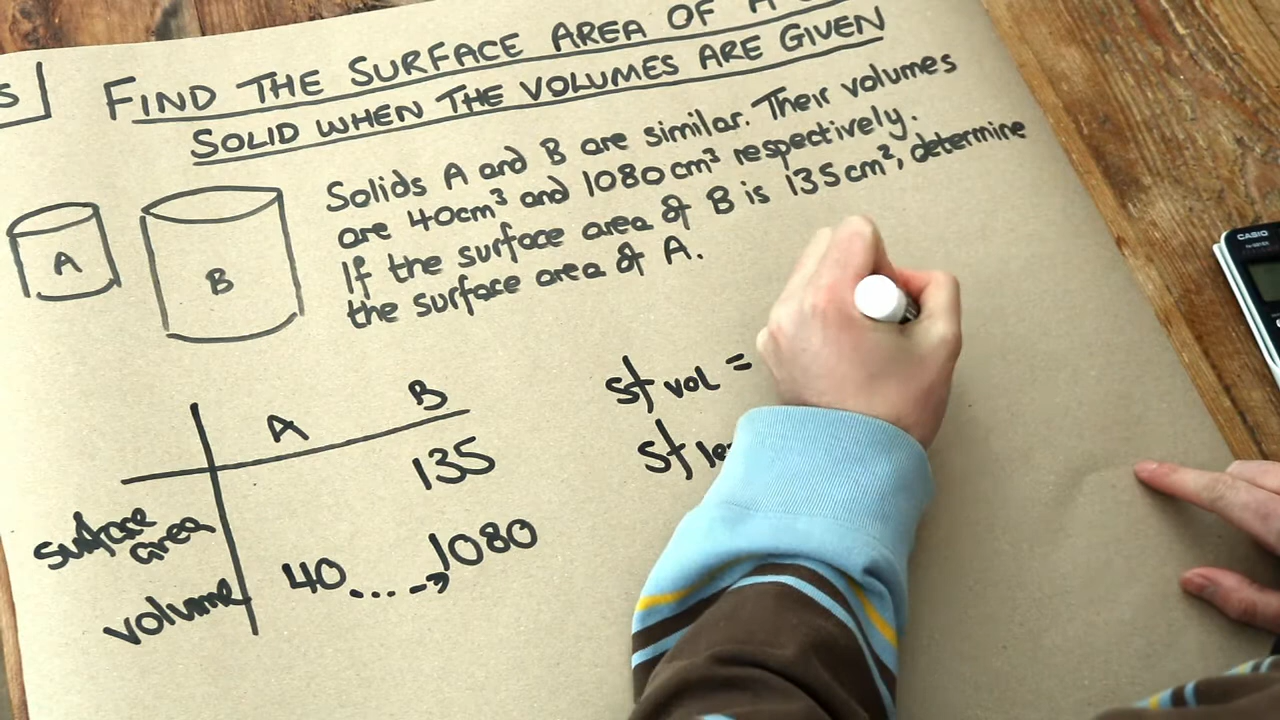 S
FIND THE SURFACE AREA OF A
SOLID WHEN THE VOLUMES ARE GIVEN
Solids A and B are similar. Their volumes
are 40cm³ and 1080cm³ respectively.
If the surface area of B is 135cm², determine
the surface area of A.
A
B
A B
surface area 135
volume 40....→1080
sf vol =
sf le
CASIO